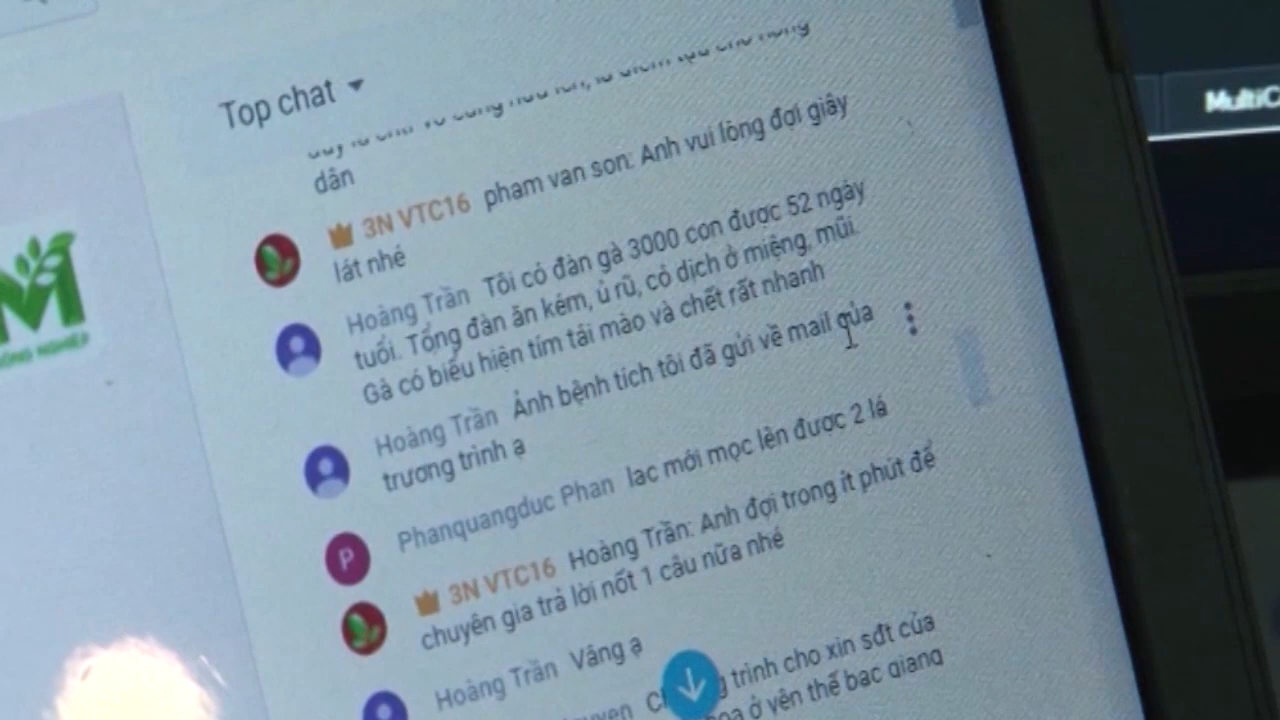 MultiC
Top chat
dân
3N VTC16 pham van son: Anh vui lòng đợi giây
lát nhé
Hoàng Trần Tôi có đàn gà 3000 con được 52 ngày
tuổi. Tổng đàn ăn kém, ủ rũ, có dịch ở miệng, mũi.
Gà có biểu hiện tím tái mào và chết rất nhanh
Hoàng Trần Ảnh bệnh tích tôi đã gửi về mail của
trương trình ạ
Phanquangduc Phan lac mới mọc lên được 2 lá
3N VTC16 Hoàng Trần: Anh đợi trong ít phút để
chuyên gia trả lời nốt 1 câu nữa nhé
Hoàng Trần Vâng ạ
trình cho xin sđt của
ở yên thế bac giang